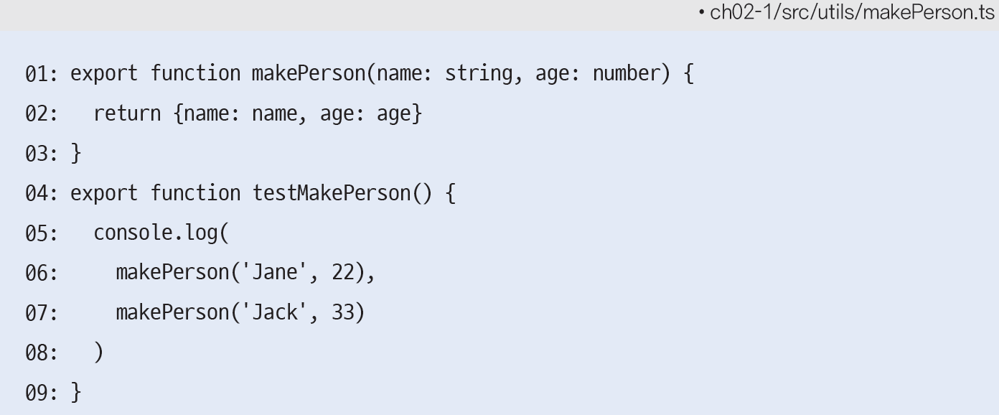 • ch02-1/src/utils/makePerson.ts
01: export function makePerson(name: string, age: number) {
02:   return {name: name, age: age}
03: }
04: export function testMakePerson() {
05:   console.log(
06:     makePerson('Jane', 22),
07:     makePerson('Jack', 33)
08:   )
09: }